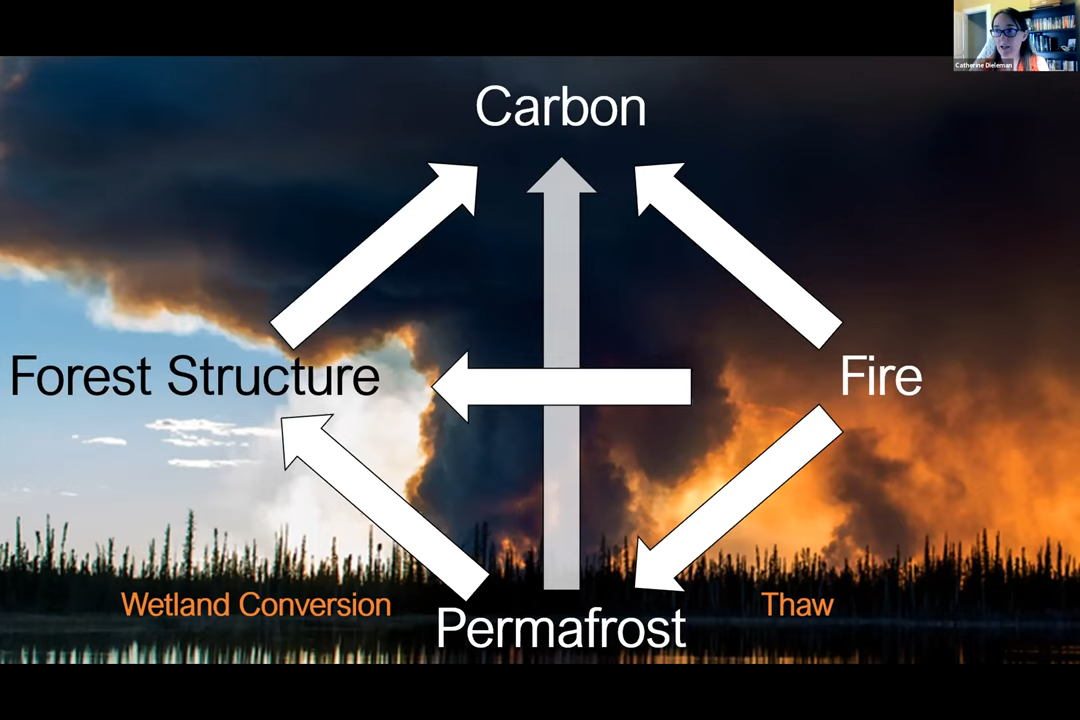 Catherine Dieleman
Carbon
Forest Structure
Fire
Wetland Conversion
Thaw
Permafrost